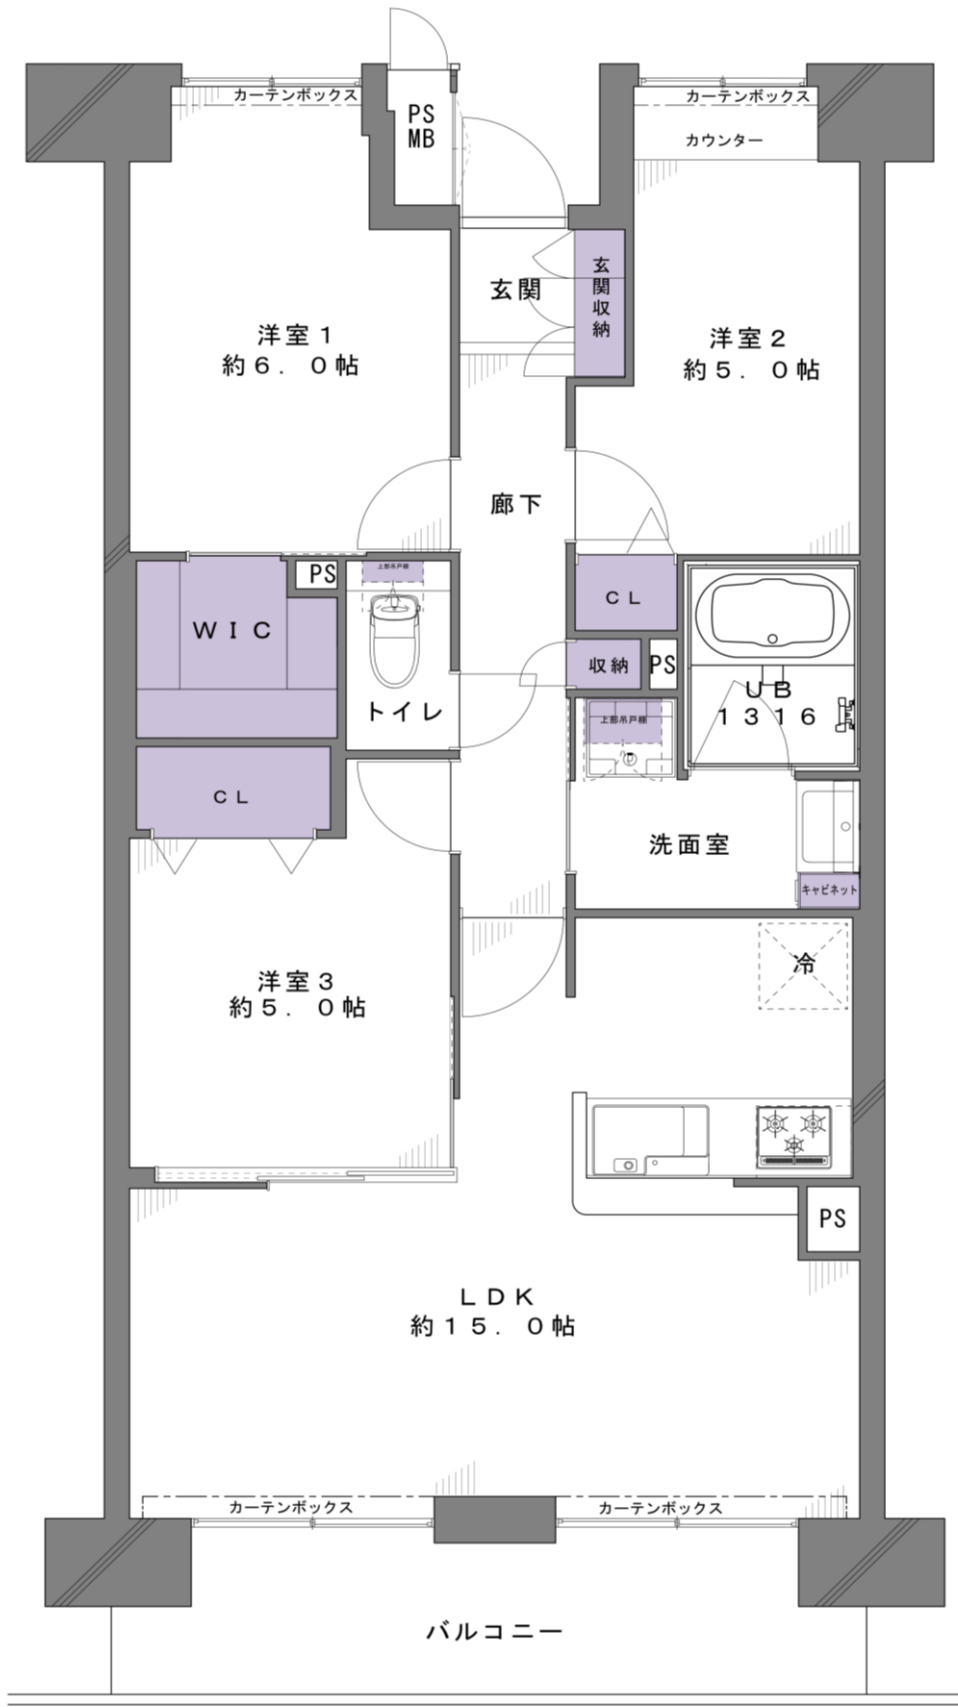 カーテンボックス
PS
MB
カーテンボックス
カウンター
玄関
玄関収納
洋室１
約６．０帖
洋室２
約５．０帖
廊下
PS
上部吊戸棚
ＷＩＣ
ＣＬ
収納
PS
トイレ
上部吊戸棚
ＵＢ
１３１６
ＣＬ
洗面室
キャビネット
冷
洋室３
約５．０帖
PS
ＬＤＫ
約１５．０帖
カーテンボックス
カーテンボックス
バルコニー